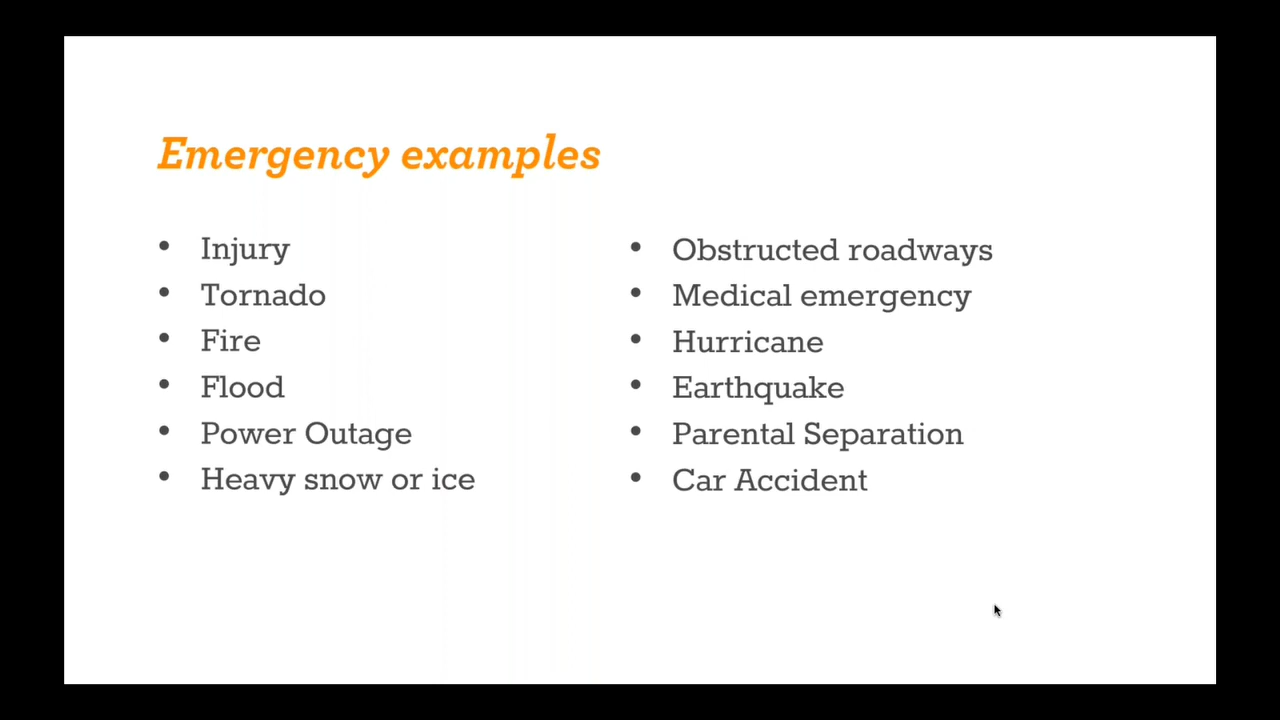 Emergency examples
• Injury
• Tornado
• Fire
• Flood
• Power Outage
• Heavy snow or ice
• Obstructed roadways
• Medical emergency
• Hurricane
• Earthquake
• Parental Separation
• Car Accident